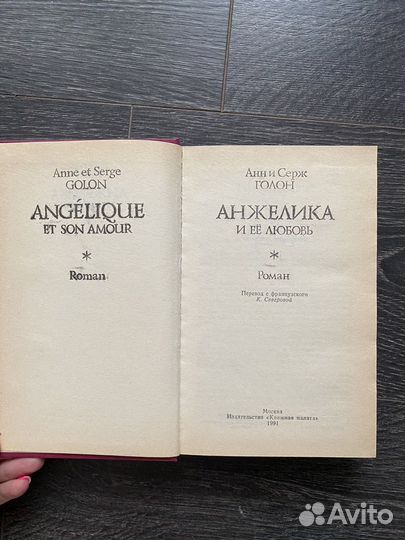 Anne et Serge
GOLON
ANGÉLIQUE
ET SON AMOUR
*
Roman
Анн и Серж
ГОЛОН
АНЖЕЛИКА
И ЕЁ ЛЮБОВЬ
*
Роман
Перевод с французского
К. Северовой
Москва
Издательство «Книжная палата»
1991
Avito